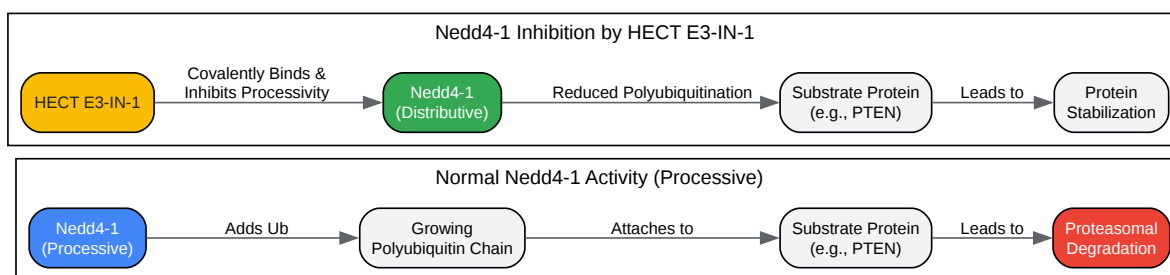 Nedd4-1 Inhibition by HECT E3-IN-1
HECT E3-IN-1
Covalently Binds &
Inhibits Processivity
Nedd4-1
(Distributive)
Reduced Polyubiquitination
Substrate Protein
(e.g., PTEN)
Leads to
Protein
Stabilization
Normal Nedd4-1 Activity (Processive)
Nedd4-1
(Processive)
Adds Ub
Growing
Polyubiquitin Chain
Attaches to
Substrate Protein
(e.g., PTEN)
Leads to
Proteasomal
Degradation